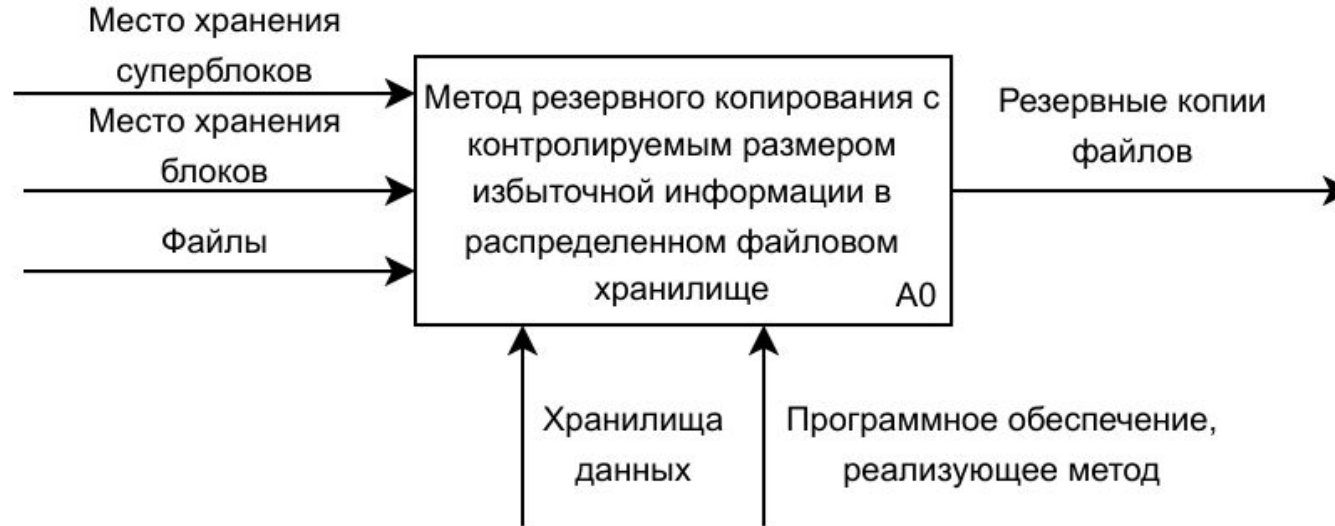 Место хранения
суперблоков
Место хранения
блоков
Файлы
Метод резервного копирования с
контролируемым размером
избыточной информации в
распределенном файловом
хранилище
A0
Резервные копии
файлов
Хранилища
данных
Программное обеспечение,
реализующее метод